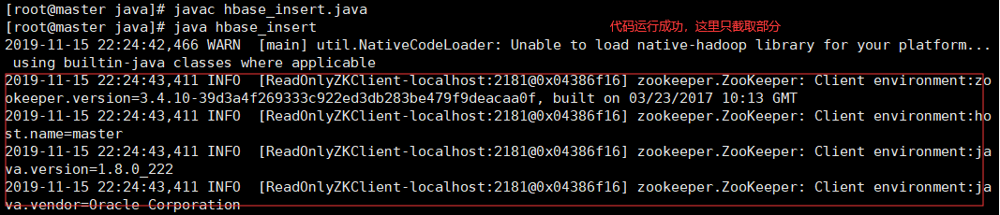 [root@master java]# javac hbase_insert.java
[root@master java]# java hbase_insert
代码运行成功，这里只截取部分
2019-11-15 22:24:42,466 WARN  [main] util.NativeCodeLoader: Unable to load native-hadoop library for your platform...
 using builtin-java classes where applicable
2019-11-15 22:24:43,411 INFO  [ReadOnlyZKClient-localhost:2181@0x04386f16] zookeeper.ZooKeeper: Client environment:zo
okeeper.version=3.4.10-39d3a4f269333c922ed3db283be479f9deacaa0f, built on 03/23/2017 10:13 GMT
2019-11-15 22:24:43,411 INFO  [ReadOnlyZKClient-localhost:2181@0x04386f16] zookeeper.ZooKeeper: Client environment:ho
st.name=master
2019-11-15 22:24:43,411 INFO  [ReadOnlyZKClient-localhost:2181@0x04386f16] zookeeper.ZooKeeper: Client environment:ja
va.version=1.8.0_222
2019-11-15 22:24:43,411 INFO  [ReadOnlyZKClient-localhost:2181@0x04386f16] zookeeper.ZooKeeper: Client environment:ja
va.vendor=Oracle Corporation